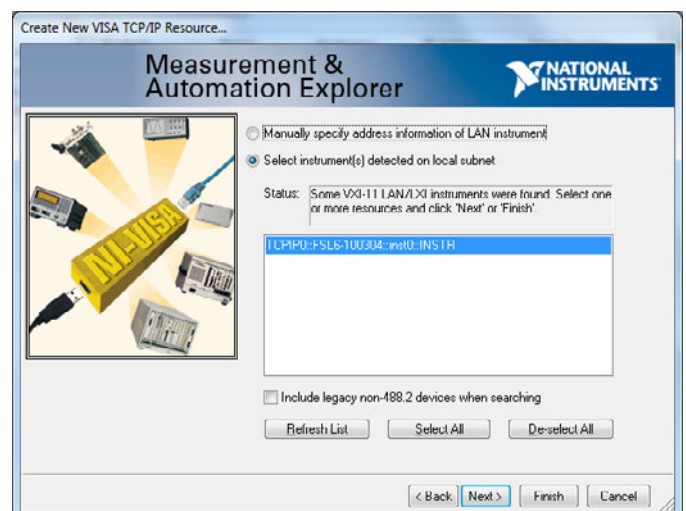 Create New VISA TCP/IP Resource...
Measurement &
Automation Explorer
NATIONAL
INSTRUMENTS
Manually specify address information of LAN instrument
Select instrument(s) detected on local subnet
Status:
Some VXI-11 LAN/LXI instruments were found. Select one
or more resources and click 'Next' or 'Finish'.
TCPIP0::FSL6-100304::inst0::INSTR
NI-VISA
Include legacy non-488.2 devices when searching
Refresh List
Select All
De-select All
< Back
Next >
Finish
Cancel